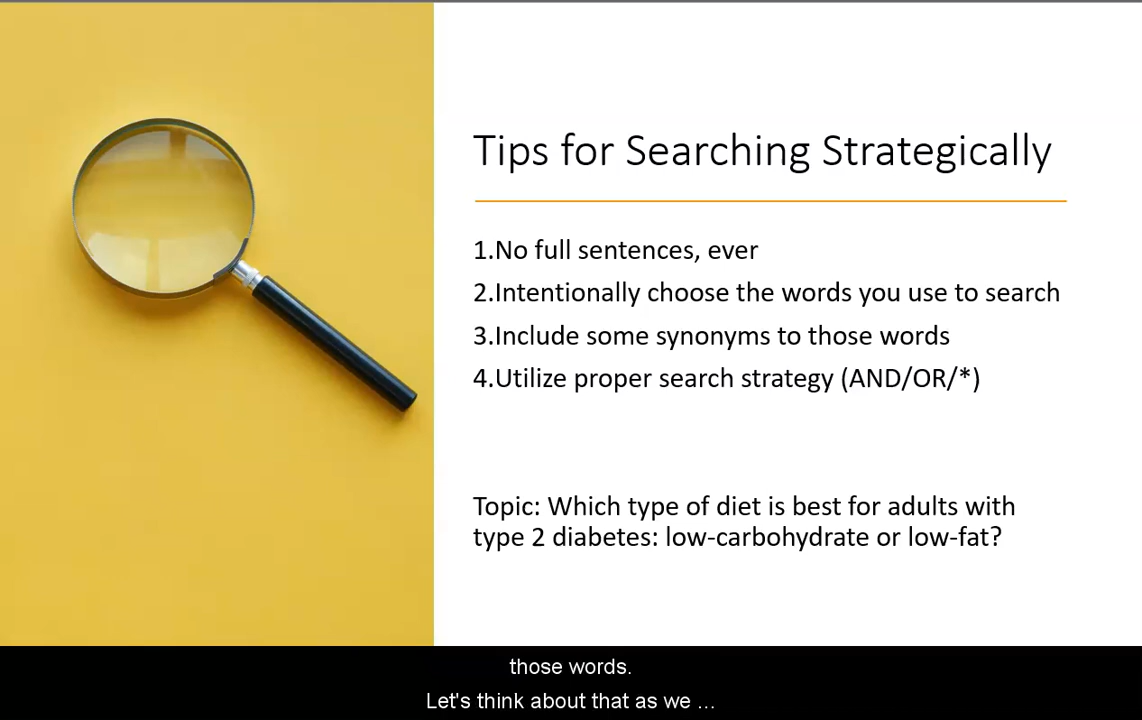 Tips for Searching Strategically
1.No full sentences, ever
2.Intentionally choose the words you use to search
3.Include some synonyms to those words
4.Utilize proper search strategy (AND/OR/*)
Topic: Which type of diet is best for adults with
type 2 diabetes: low-carbohydrate or low-fat?
those words.
Let's think about that as we ...